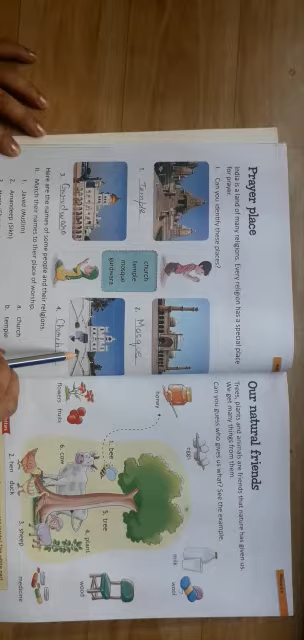 Prayer place
India is a land of many religions. Every religion has a special place
for prayer.
I. Can you identify these places?
1. Temple
2. Mosque
church
temple
mosque
gurdwara
3. Gurdwara
4. Church
Here are the names of some people and their religions.
II. Match their names to their place of worship.
1. Javed (Muslim)
a. church
2. Amandeep (Sikh)
b. temple
Our natural friends
Trees, plants and animals are friends that nature has given us.
We get many things from them.
Can you guess who gives us what? See the example.
honey
eggs
milk
wool
1. bee
5. tree
4. plant
wood
6. cow
flowers
fruits
2. hen
duck
3. sheep
medicine